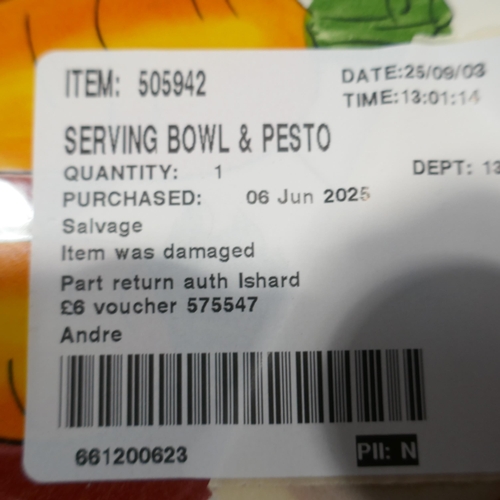 ITEM: 505942
DATE:25/09/03
TIME:13:01:14
SERVING BOWL & PESTO
QUANTITY: 1
DEPT: 13
PURCHASED: 06 Jun 2025
Salvage
Item was damaged
Part return auth Ishard
£6 voucher 575547
Andre
661200623
PII: N